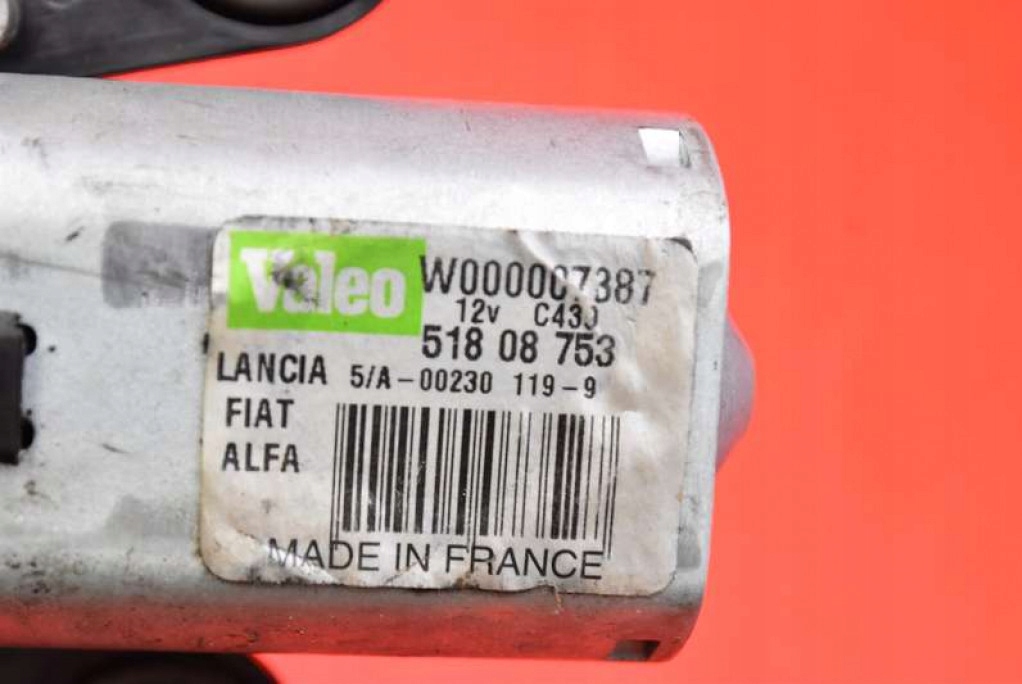 Valeo W000007387
12v C430
518 08 753
LANCIA 5/A-00230 119-9
FIAT
ALFA
MADE IN FRANCE